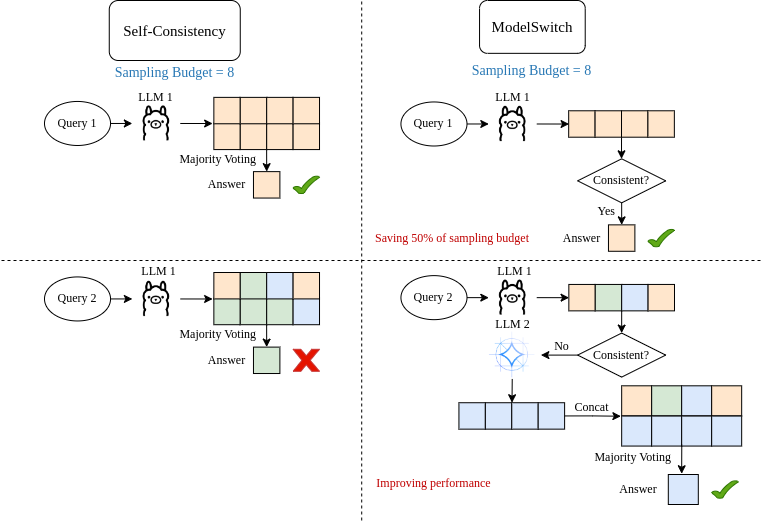 Self-Consistency
Sampling Budget = 8
Query 1
LLM 1
Majority Voting
Answer
ModelSwitch
Sampling Budget = 8
Query 1
LLM 1
Consistent?
Yes
Answer
Saving 50% of sampling budget
Query 2
LLM 1
Majority Voting
Answer
Query 2
LLM 1
LLM 2
No
Consistent?
Concat
Majority Voting
Answer
Improving performance